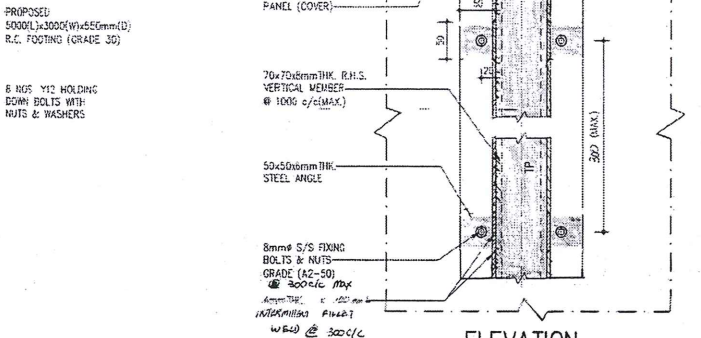 PROPOSED
5000(L)x3000(W)x550mm(D)
R.C. FOOTING (GRADE 30)
8 NOS Y12 HOLDING
DOWN BOLTS WITH
NUTS & WASHERS
PANEL (COVER)
50
25
70x70x8mmTHK. R.H.S.
VERTICAL MEMBER
@ 1000 c/c(MAX.)
300 (MAX.)
TP
50x50x6mmTHK.
STEEL ANGLE
8mmø S/S FIXING
BOLTS & NUTS
GRADE (A2-50)
@ 300c/c MAX
INTERMITTENT FILLET
WELD @ 300C/C
ELEVATION